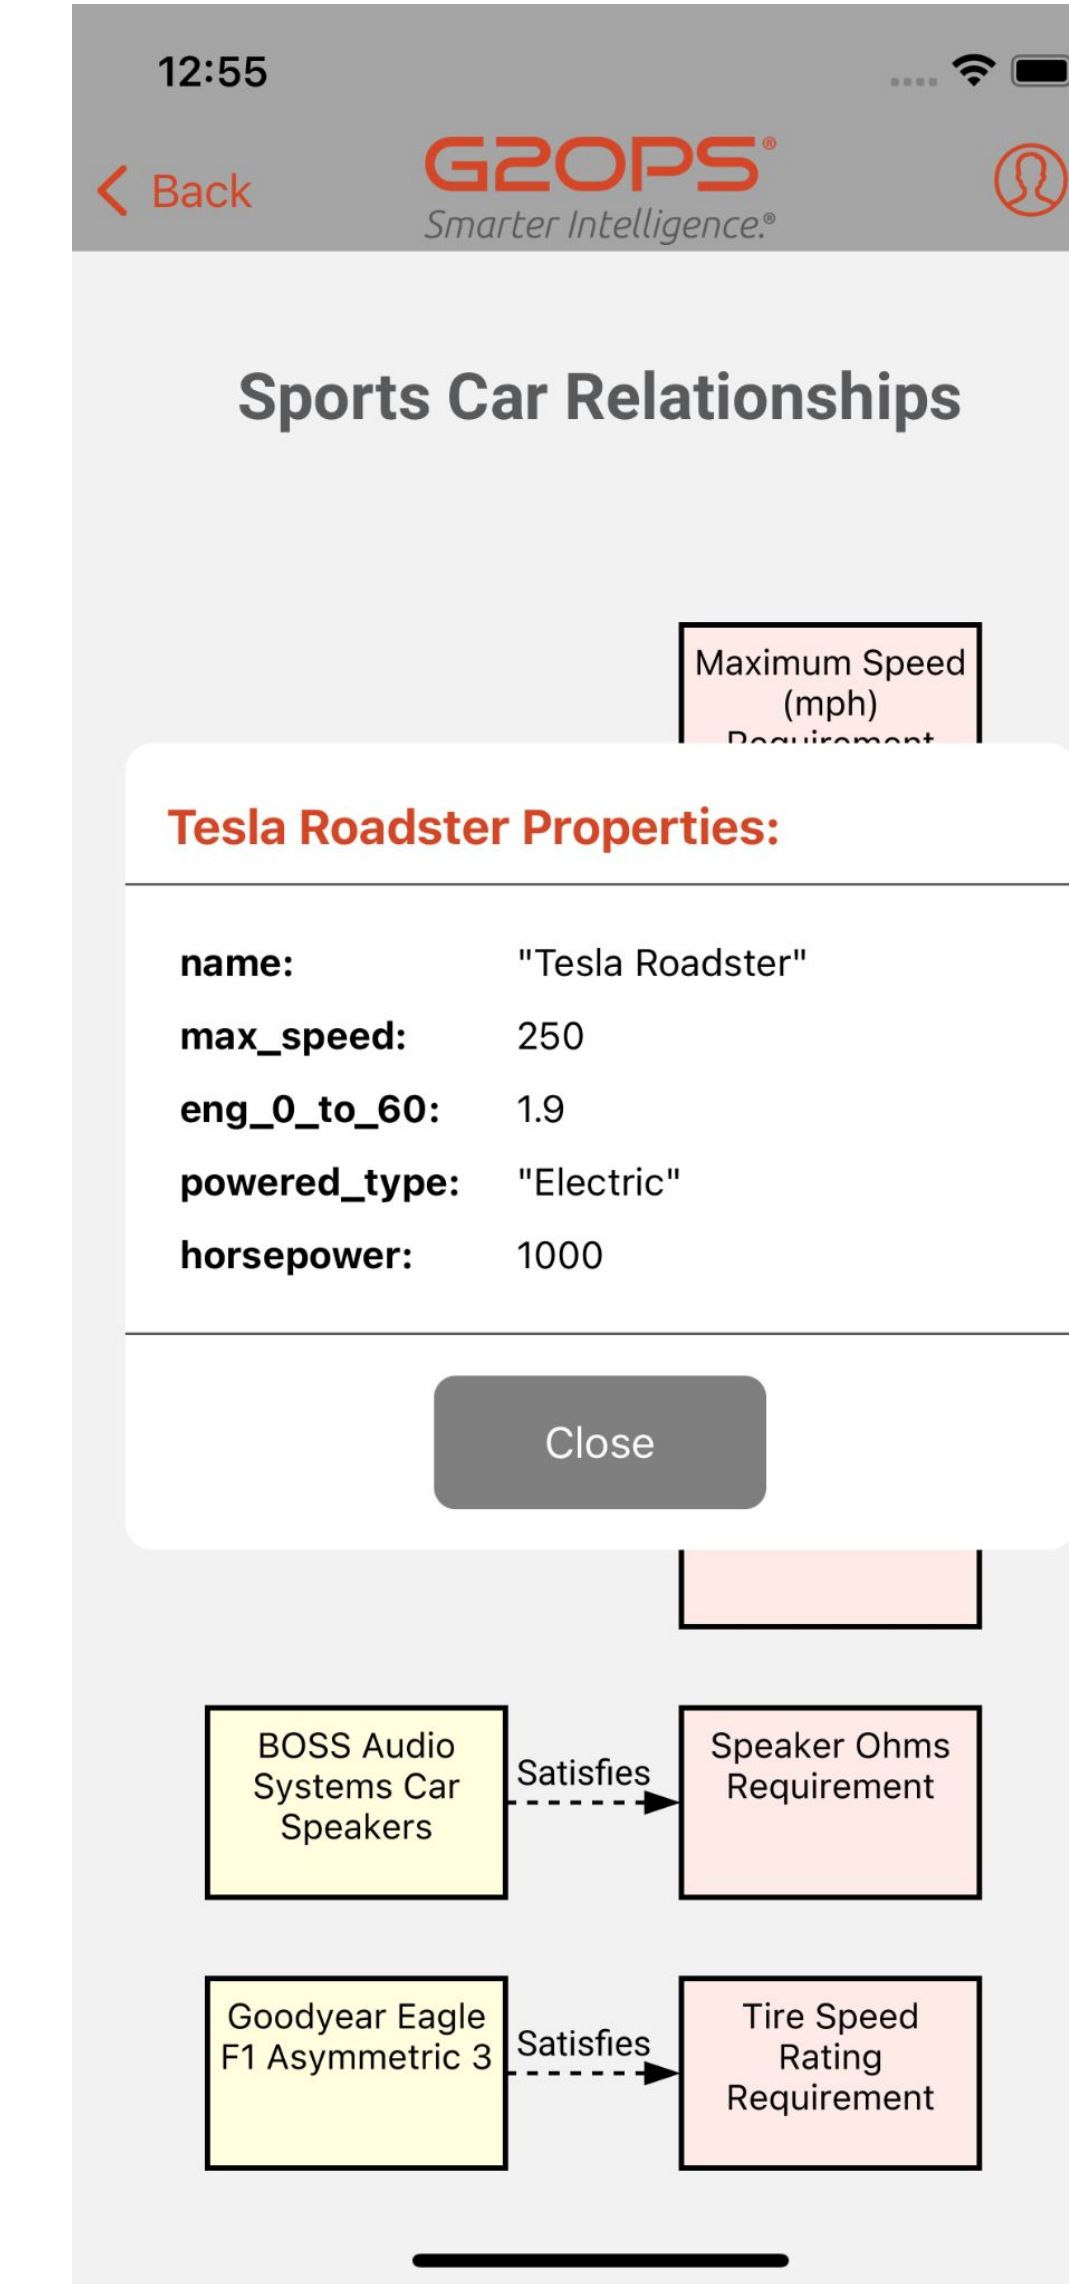 12:55
Back
G2OPS®
Smarter Intelligence.®
Sports Car Relationships
Maximum Speed
(mph)
Requirement
Tesla Roadster Properties:
name: "Tesla Roadster"
max_speed: 250
eng_0_to_60: 1.9
powered_type: "Electric"
horsepower: 1000
Close
BOSS Audio
Systems Car
Speakers
Satisfies
Speaker Ohms
Requirement
Goodyear Eagle
F1 Asymmetric 3
Satisfies
Tire Speed
Rating
Requirement